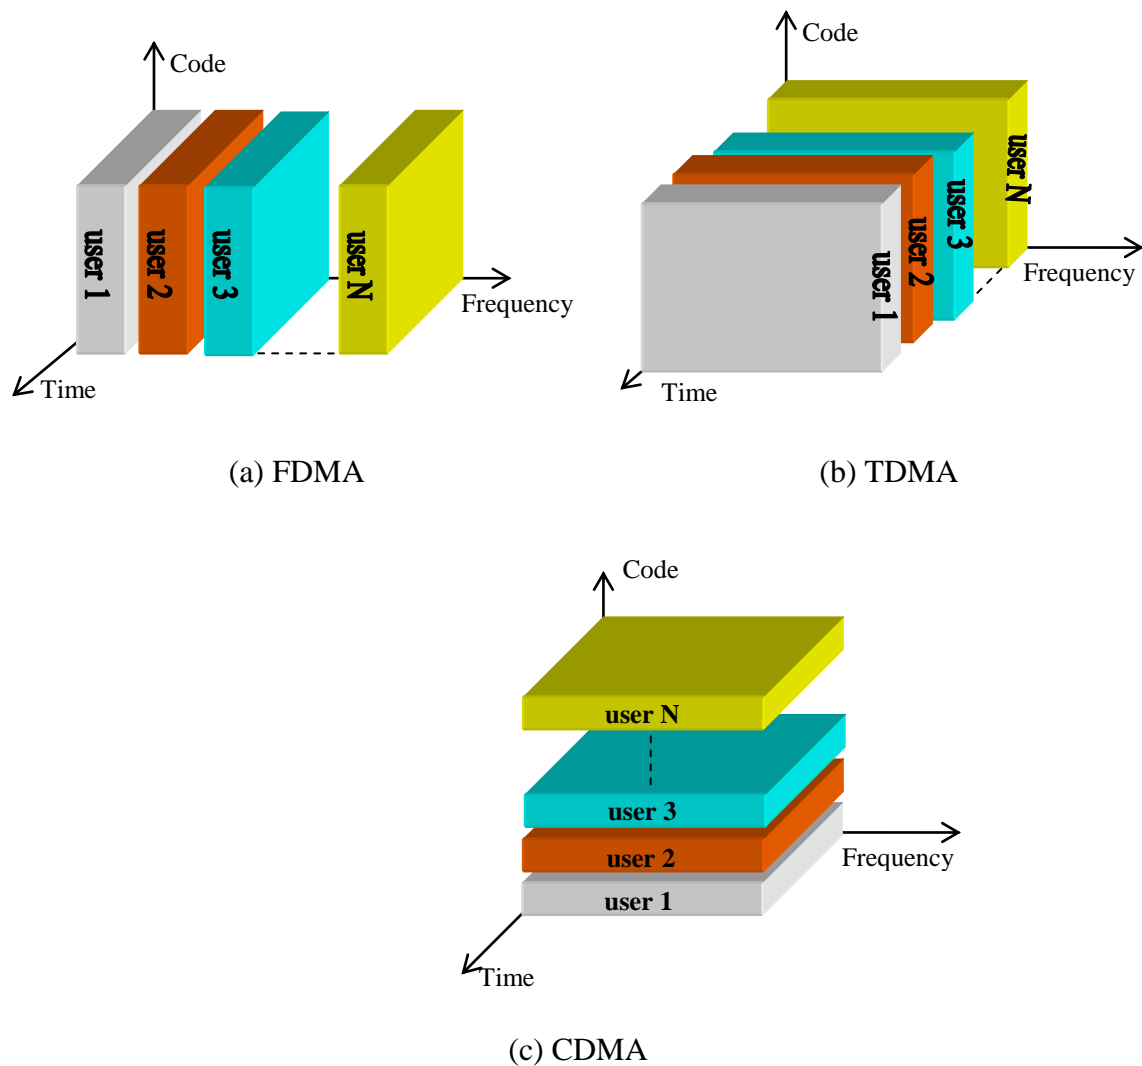 Code
user 1
user 2
user 3
user N
Frequency
Time
(a) FDMA
Code
user N
user 3
user 2
user 1
Frequency
Time
(b) TDMA
Code
user N
user 3
user 2
user 1
Frequency
Time
(c) CDMA